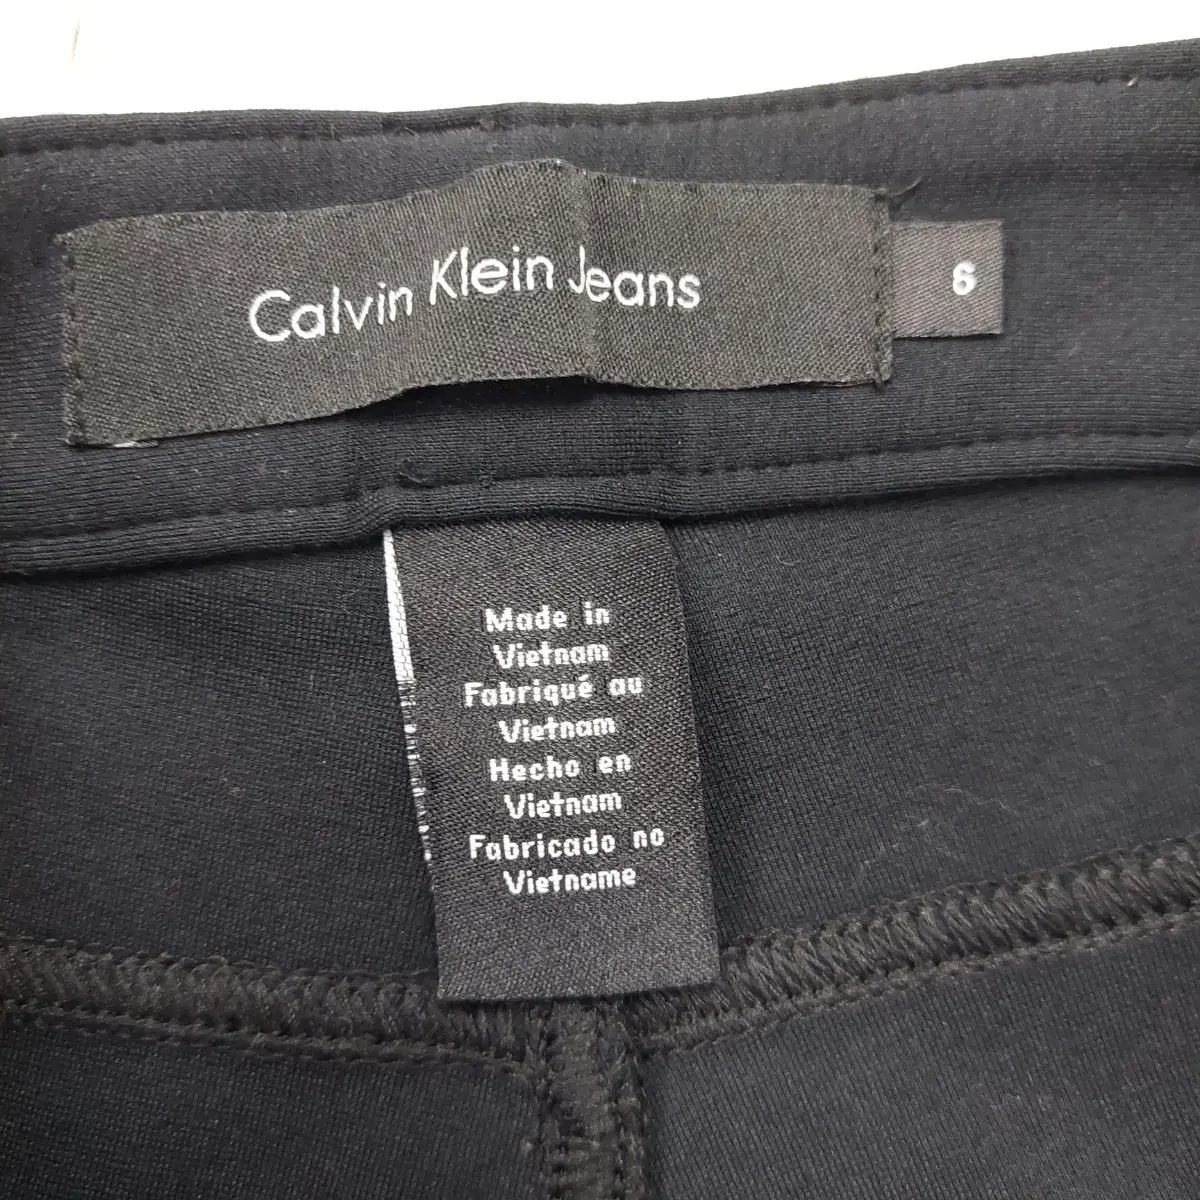 Calvin Klein Jeans
6
Made in
Vietnam
Fabriqué au
Vietnam
Hecho en
Vietnam
Fabricado no
Vietname